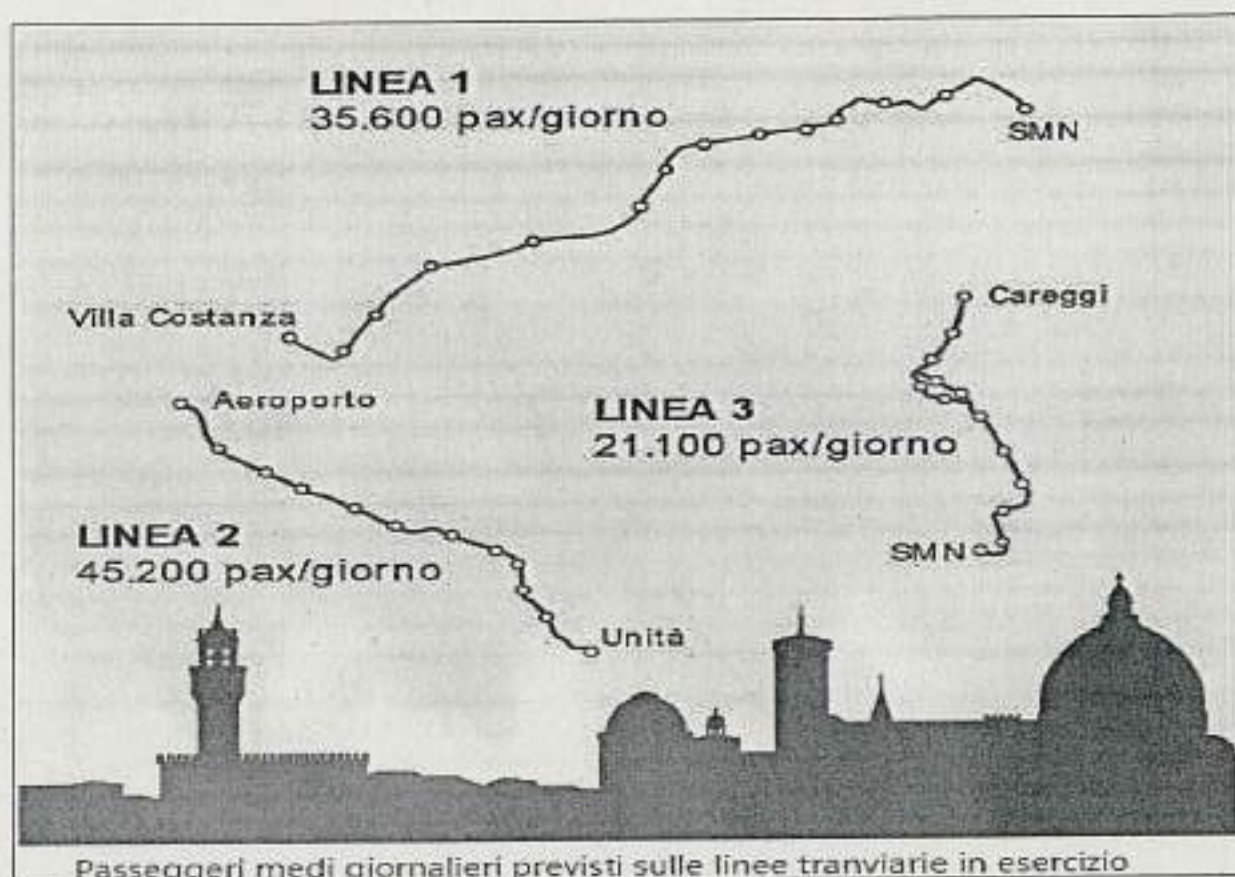 LINEA 1
35.600 pax/giorno
SMN
Villa Costanza
Careggi
Aeroporto
LINEA 3
21.100 pax/giorno
LINEA 2
45.200 pax/giorno
SMN
Unità
Passeggeri medi giornalieri previsti sulle linee tranviarie in esercizio